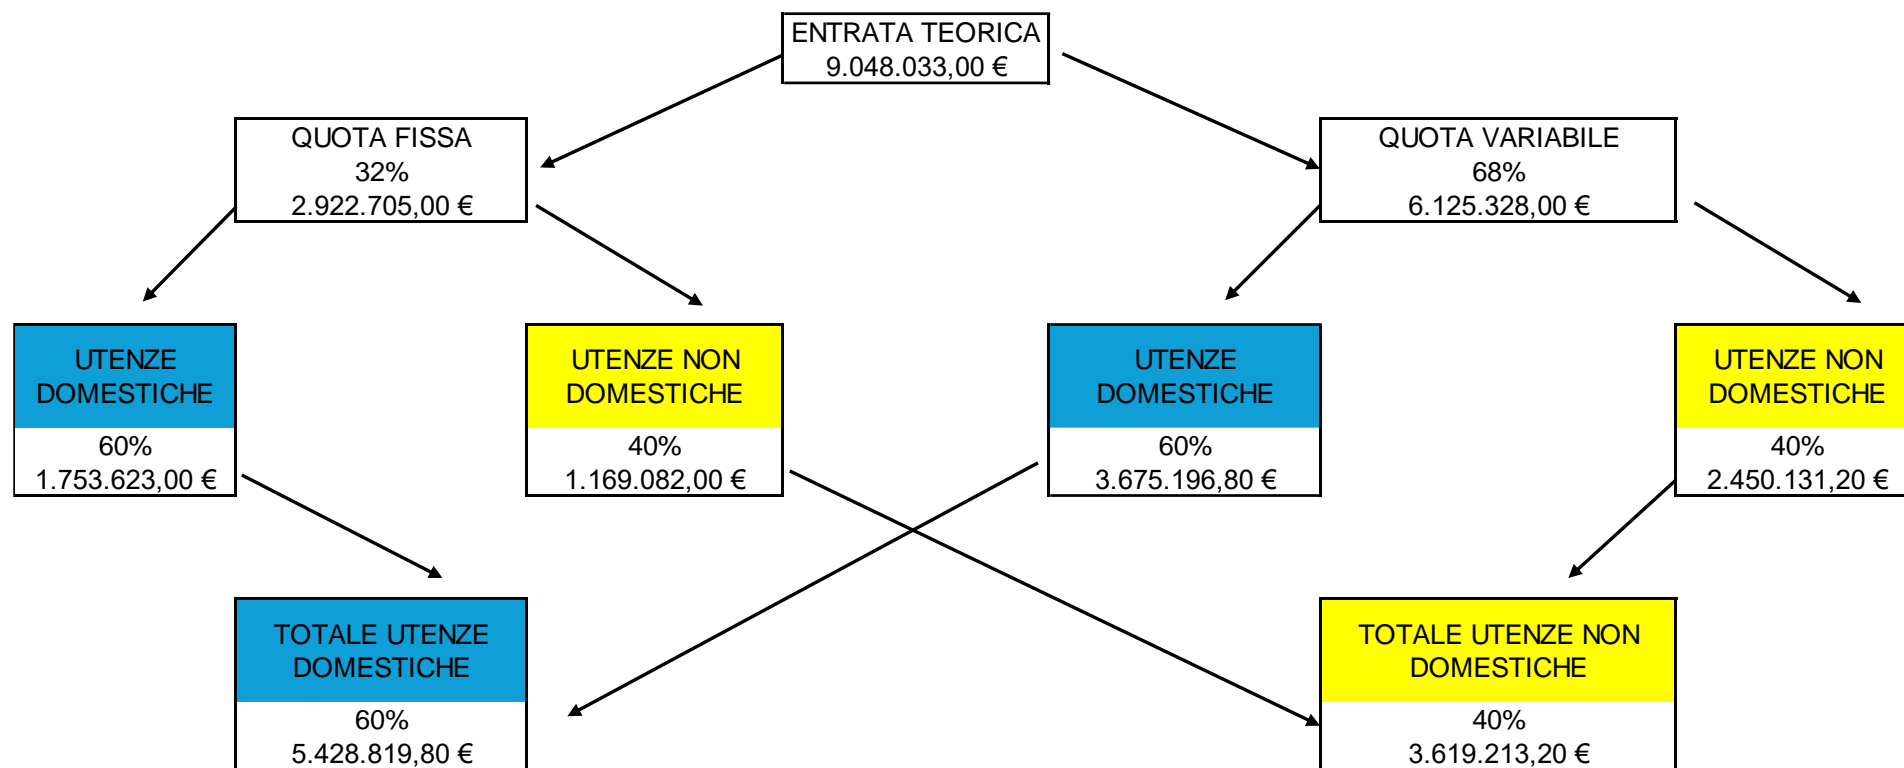 ENTRATA TEORICA
9.048.033,00 €
QUOTA FISSA
32%
2.922.705,00 €
QUOTA VARIABILE
68%
6.125.328,00 €
UTENZE
DOMESTICHE
60%
1.753.623,00 €
UTENZE NON
DOMESTICHE
40%
1.169.082,00 €
UTENZE
DOMESTICHE
60%
3.675.196,80 €
UTENZE NON
DOMESTICHE
40%
2.450.131,20 €
TOTALE UTENZE
DOMESTICHE
60%
5.428.819,80 €
TOTALE UTENZE NON
DOMESTICHE
40%
3.619.213,20 €